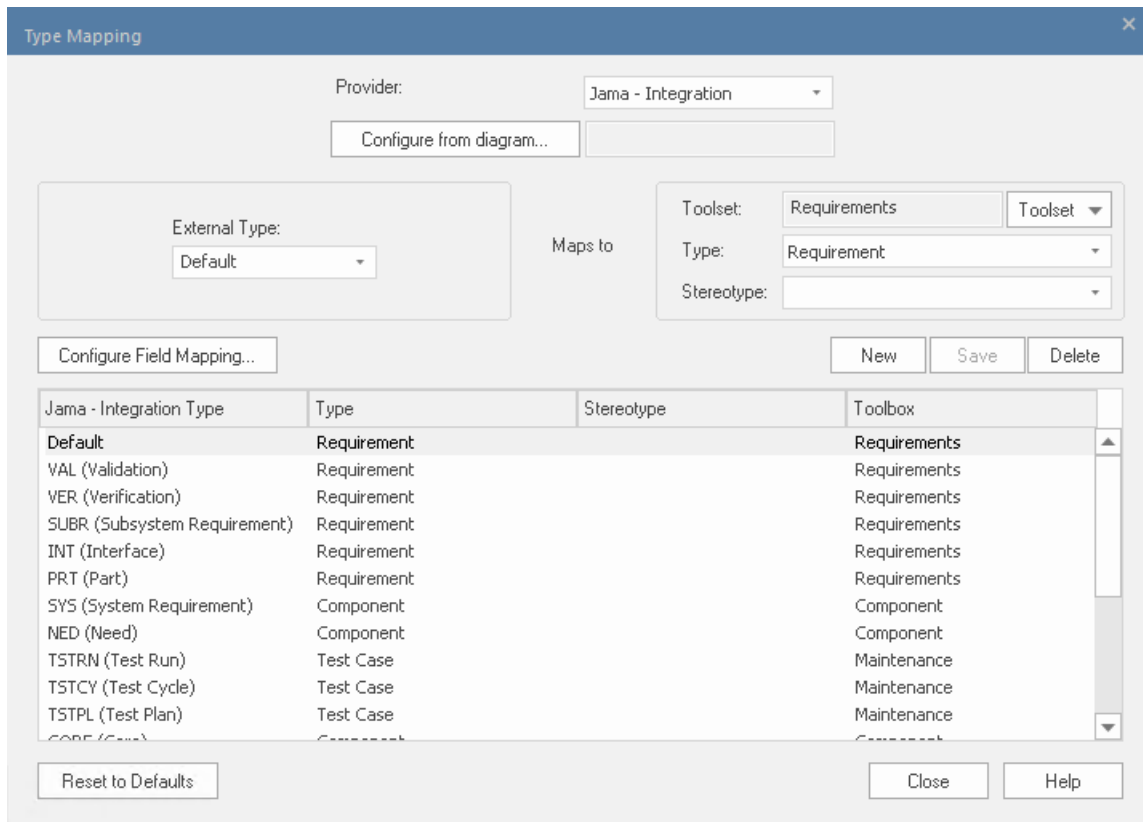 Type Mapping
Provider: Jama - Integration
Configure from diagram...
External Type:
Default
Maps to
Toolset: Requirements Toolset
Type: Requirement
Stereotype:
Configure Field Mapping... New Save Delete
Jama - Integration Type Type Stereotype Toolbox
Default Requirement Requirements
VAL (Validation) Requirement Requirements
VER (Verification) Requirement Requirements
SUBR (Subsystem Requirement) Requirement Requirements
INT (Interface) Requirement Requirements
PRT (Part) Requirement Requirements
SYS (System Requirement) Component Component
NED (Need) Component Component
TSTRN (Test Run) Test Case Maintenance
TSTCY (Test Cycle) Test Case Maintenance
TSTPL (Test Plan) Test Case Maintenance
Reset to Defaults Close Help